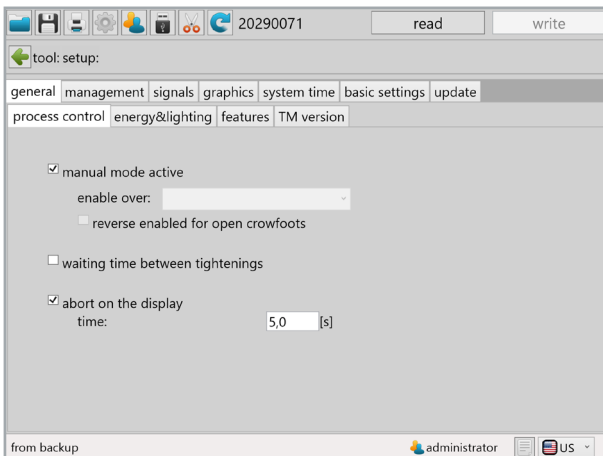 20290071 read write
tool: setup:
general management signals graphics system time basic settings update
process control energy&lighting features TM version
manual mode active
enable over:
reverse enabled for open crowfoots
waiting time between tightenings
abort on the display
time: 5,0 [s]
from backup administrator US